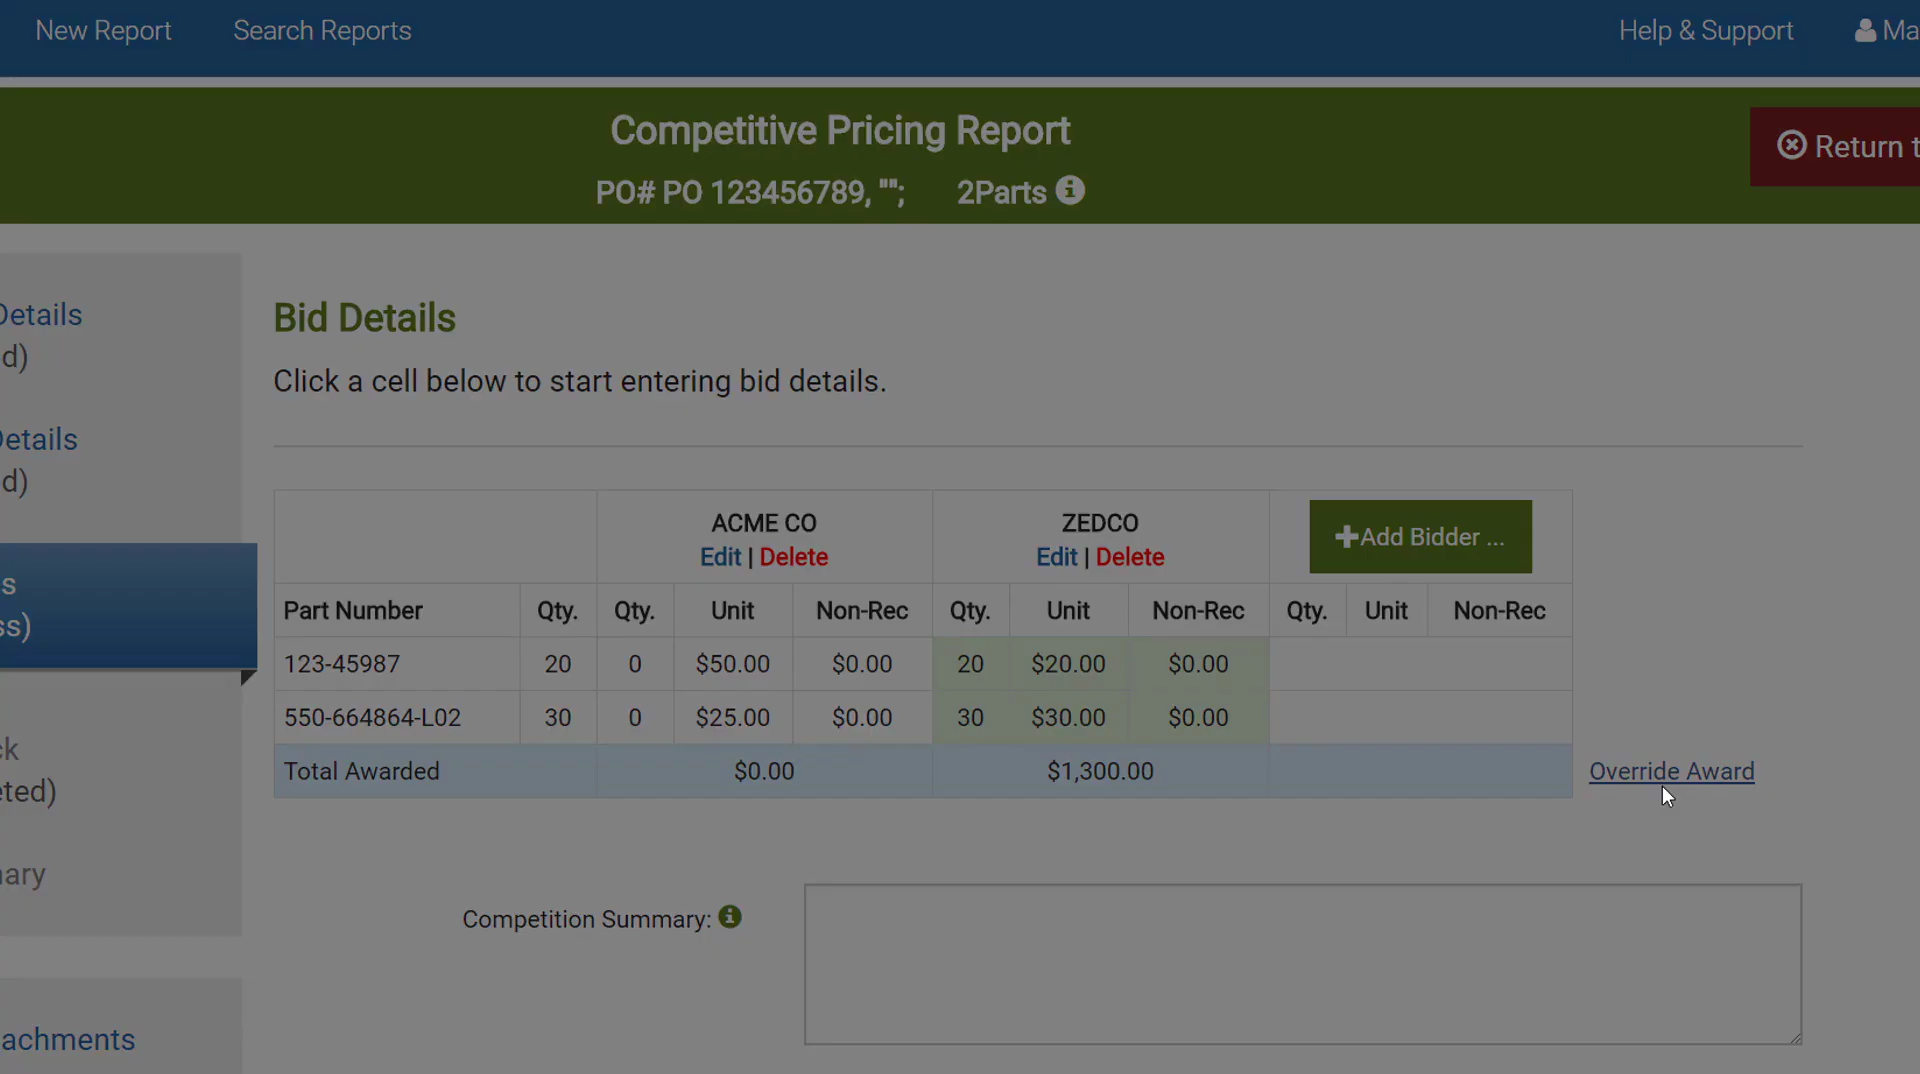 New Report Search Reports Help & Support Ma
Competitive Pricing Report
Return t
PO# PO 123456789, ""; 2Parts
Details
d)
Details
d)
s
ss)
ck
eted)
nary
achments
Bid Details
Click a cell below to start entering bid details.
ACME CO ZEDCO
Edit | Delete Edit | Delete
Add Bidder ...
Part Number Qty. Qty. Unit Non-Rec Qty. Unit Non-Rec Qty. Unit Non-Rec
123-45987 20 0 $50.00 $0.00 20 $20.00 $0.00
550-664864-L02 30 0 $25.00 $0.00 30 $30.00 $0.00
Total Awarded $0.00 $1,300.00 Override Award
Competition Summary: